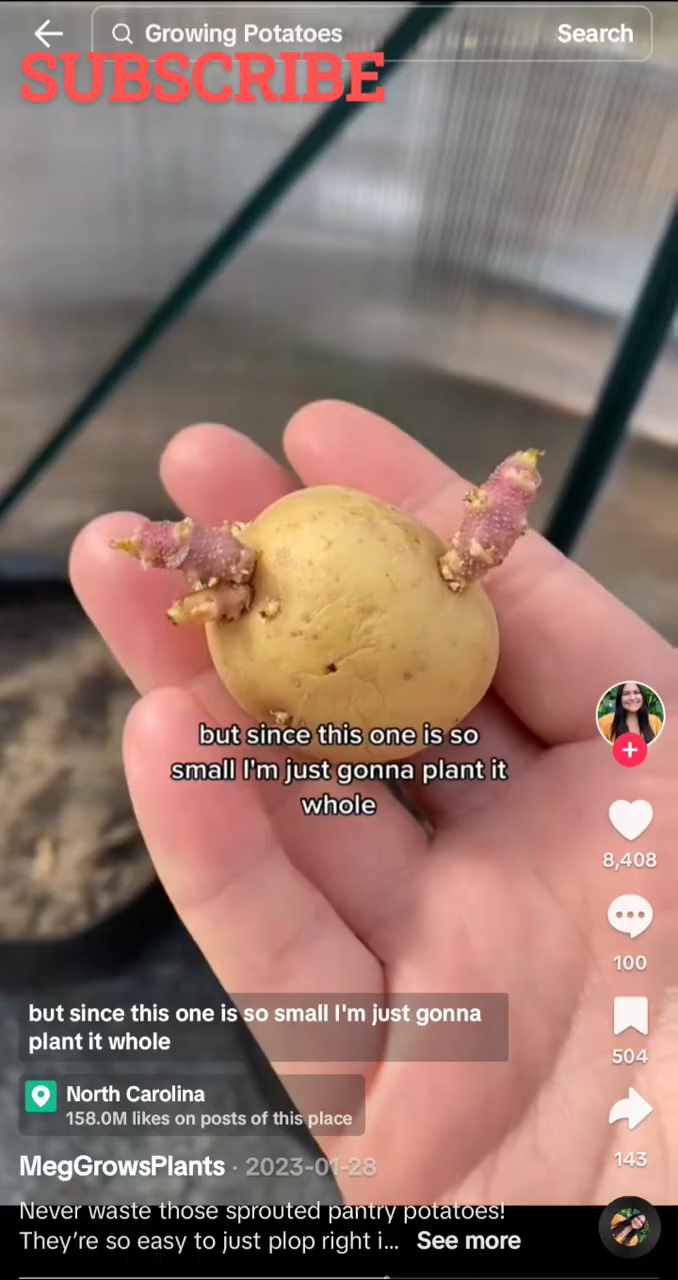 Growing Potatoes
Search
SUBSCRIBE
but since this one is so
small I'm just gonna plant it
whole
8,408
100
504
143
but since this one is so small I'm just gonna
plant it whole
North Carolina
158.0M likes on posts of this place
MegGrowsPlants · 2023-01-28
Never waste those sprouted pantry potatoes!
They're so easy to just plop right i... See more